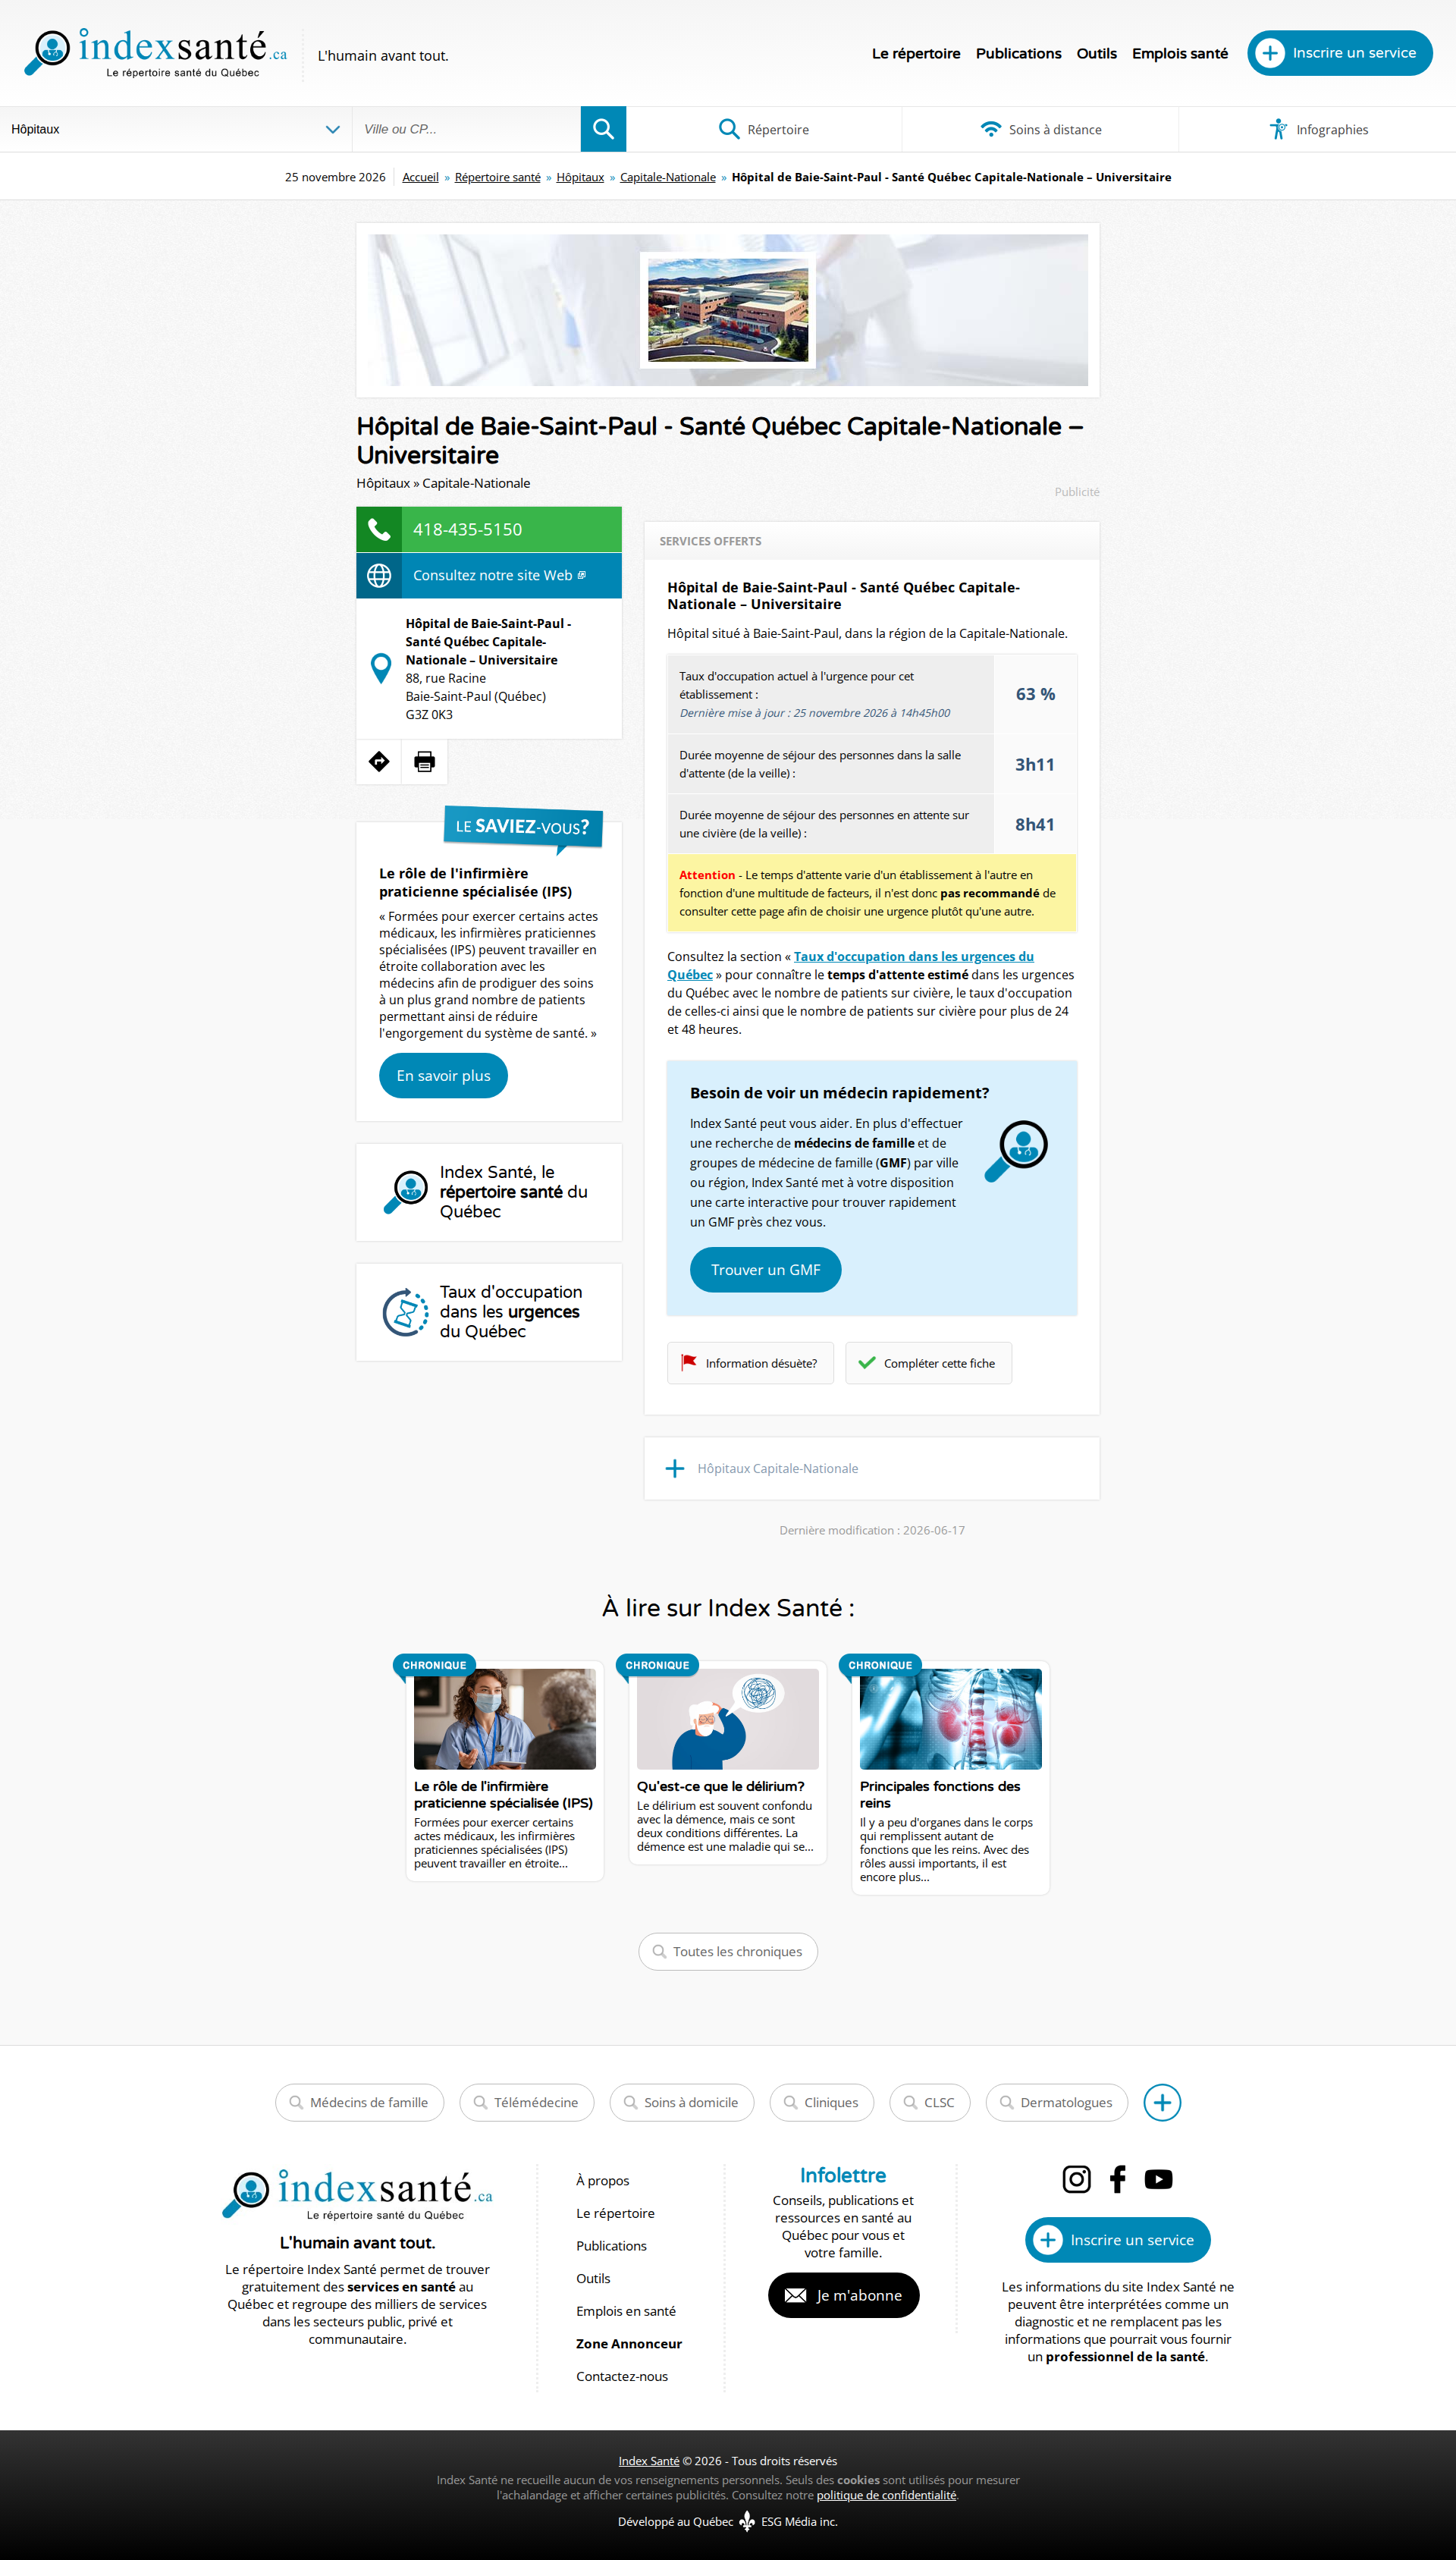 indexsanté.ca
Le répertoire santé du Québec
L'humain avant tout.
Le répertoire
Publications
Outils
Emplois santé
Inscrire un service
Hôpitaux
Ville ou CP...
Répertoire
Soins à distance
Infographies
25 novembre 2026
Accueil » Répertoire santé » Hôpitaux » Capitale-Nationale » Hôpital de Baie-Saint-Paul - Santé Québec Capitale-Nationale – Universitaire
Hôpital de Baie-Saint-Paul - Santé Québec Capitale-Nationale –
Universitaire
Hôpitaux » Capitale-Nationale
Publicité
418-435-5150
Consultez notre site Web
Hôpital de Baie-Saint-Paul -
Santé Québec Capitale-
Nationale – Universitaire
88, rue Racine
Baie-Saint-Paul (Québec)
G3Z 0K3
LE SAVIEZ-VOUS?
Le rôle de l'infirmière
praticienne spécialisée (IPS)
« Formées pour exercer certains actes
médicaux, les infirmières praticiennes
spécialisées (IPS) peuvent travailler en
étroite collaboration avec les
médecins afin de prodiguer des soins
à un plus grand nombre de patients
permettant ainsi de réduire
l'engorgement du système de santé. »
En savoir plus
Index Santé, le
répertoire santé du
Québec
Taux d'occupation
dans les urgences
du Québec
SERVICES OFFERTS
Hôpital de Baie-Saint-Paul - Santé Québec Capitale-
Nationale – Universitaire
Hôpital situé à Baie-Saint-Paul, dans la région de la Capitale-Nationale.
Taux d'occupation actuel à l'urgence pour cet
établissement :
Dernière mise à jour : 25 novembre 2026 à 14h45h00
63 %
Durée moyenne de séjour des personnes dans la salle
d'attente (de la veille) :
3h11
Durée moyenne de séjour des personnes en attente sur
une civière (de la veille) :
8h41
Attention - Le temps d'attente varie d'un établissement à l'autre en
fonction d'une multitude de facteurs, il n'est donc pas recommandé de
consulter cette page afin de choisir une urgence plutôt qu'une autre.
Consultez la section « Taux d'occupation dans les urgences du
Québec » pour connaître le temps d'attente estimé dans les urgences
du Québec avec le nombre de patients sur civière, le taux d'occupation
de celles-ci ainsi que le nombre de patients sur civière pour plus de 24
et 48 heures.
Besoin de voir un médecin rapidement?
Index Santé peut vous aider. En plus d'effectuer
une recherche de médecins de famille et de
groupes de médecine de famille (GMF) par ville
ou région, Index Santé met à votre disposition
une carte interactive pour trouver rapidement
un GMF près chez vous.
Trouver un GMF
Information désuète?
Compléter cette fiche
Hôpitaux Capitale-Nationale
Dernière modification : 2026-06-17
À lire sur Index Santé :
CHRONIQUE
Le rôle de l'infirmière
praticienne spécialisée (IPS)
Formées pour exercer certains
actes médicaux, les infirmières
praticiennes spécialisées (IPS)
peuvent travailler en étroite...
CHRONIQUE
Qu'est-ce que le délirium?
Le délirium est souvent confondu
avec la démence, mais ce sont
deux conditions différentes. La
démence est une maladie qui se...
CHRONIQUE
Principales fonctions des
reins
Il y a peu d'organes dans le corps
qui remplissent autant de
fonctions que les reins. Avec des
rôles aussi importants, il est
encore plus...
Toutes les chroniques
Médecins de famille
Télémédecine
Soins à domicile
Cliniques
CLSC
Dermatologues
indexsanté.ca
Le répertoire santé du Québec
L'humain avant tout.
Le répertoire Index Santé permet de trouver
gratuitement des services en santé au
Québec et regroupe des milliers de services
dans les secteurs public, privé et
communautaire.
À propos
Le répertoire
Publications
Outils
Emplois en santé
Zone Annonceur
Contactez-nous
Infolettre
Conseils, publications et
ressources en santé au
Québec pour vous et
votre famille.
Je m'abonne
Inscrire un service
Les informations du site Index Santé ne
peuvent être interprétées comme un
diagnostic et ne remplacent pas les
informations que pourrait vous fournir
un professionnel de la santé.
Index Santé © 2026 - Tous droits réservés
Index Santé ne recueille aucun de vos renseignements personnels. Seuls des cookies sont utilisés pour mesurer
l'achalandage et afficher certaines publicités. Consultez notre politique de confidentialité.
Développé au Québec ESG Média inc.